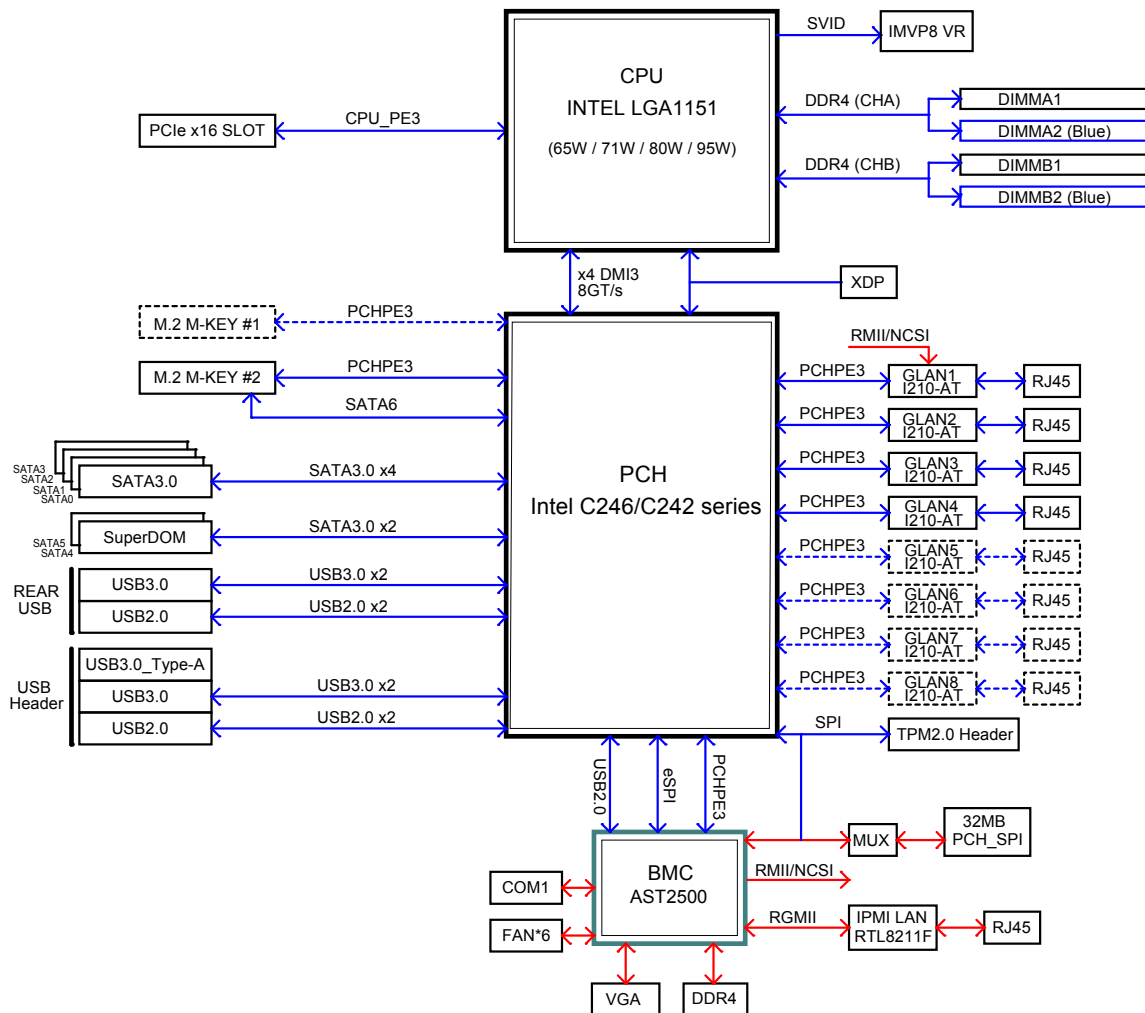 SVID
IMVP8 VR
CPU
INTEL LGA1151
(65W / 71W / 80W / 95W)
PCIe x16 SLOT
CPU_PE3
DDR4 (CHA)
DIMMA1
DIMMA2 (Blue)
DDR4 (CHB)
DIMMB1
DIMMB2 (Blue)
x4 DMI3
8GT/s
XDP
M.2 M-KEY #1
PCHPE3
M.2 M-KEY #2
PCHPE3
SATA6
SATA3
SATA2
SATA1
SATA0
SATA3.0
SATA3.0 x4
SATA5
SATA4
SuperDOM
SATA3.0 x2
REAR
USB
USB3.0
USB3.0 x2
USB2.0
USB2.0 x2
USB
Header
USB3.0_Type-A
USB3.0
USB3.0 x2
USB2.0
USB2.0 x2
PCH
Intel C246/C242 series
RMII/NCSI
PCHPE3
GLAN1
I210-AT
RJ45
PCHPE3
GLAN2
I210-AT
RJ45
PCHPE3
GLAN3
I210-AT
RJ45
PCHPE3
GLAN4
I210-AT
RJ45
PCHPE3
GLAN5
I210-AT
RJ45
PCHPE3
GLAN6
I210-AT
RJ45
PCHPE3
GLAN7
I210-AT
RJ45
PCHPE3
GLAN8
I210-AT
RJ45
SPI
TPM2.0 Header
USB2.0
eSPI
PCHPE3
MUX
32MB
PCH_SPI
BMC
AST2500
RMII/NCSI
COM1
FAN*6
RGMII
IPMI LAN
RTL8211F
RJ45
VGA
DDR4